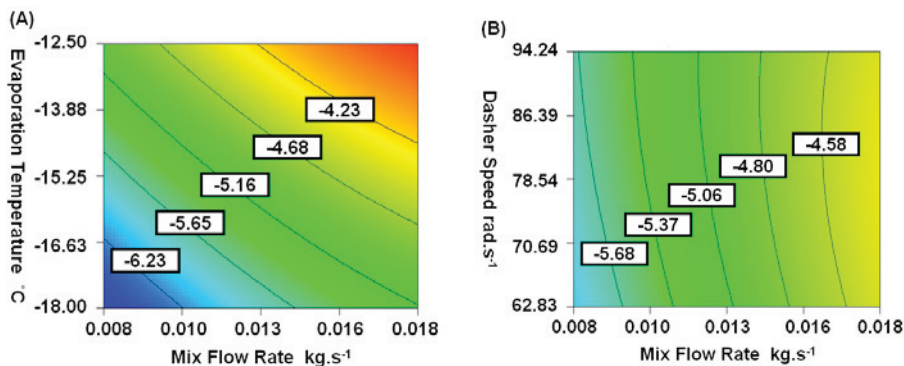 (A)
Evaporation Temperature °C
-12.50
-13.88
-15.25
-16.63
-18.00
-4.23
-4.68
-5.16
-5.65
-6.23
0.008 0.010 0.013 0.016 0.018
Mix Flow Rate kg.s-1
(B)
Dasher Speed rad.s-1
94.24
86.39
78.54
70.69
62.83
-4.58
-4.80
-5.06
-5.37
-5.68
0.008 0.010 0.013 0.016 0.018
Mix Flow Rate kg.s-1